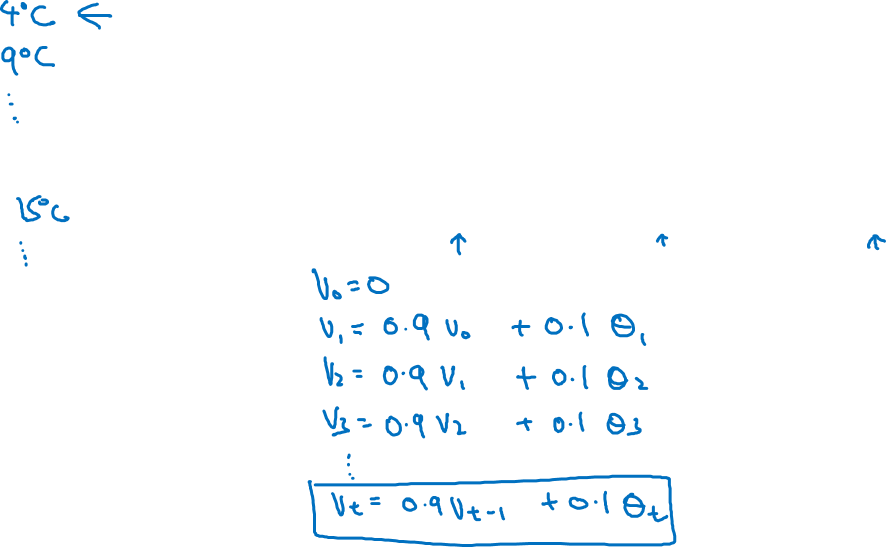 4°C ←
9°C
⋮
15°C
⋮
↑ ↑ ↑
V₀ = 0
V₁ = 0.9 V₀ + 0.1 θ₁
V₂ = 0.9 V₁ + 0.1 θ₂
V₃ = 0.9 V₂ + 0.1 θ₃
⋮
Vₜ = 0.9 Vₜ₋₁ + 0.1 θₜ